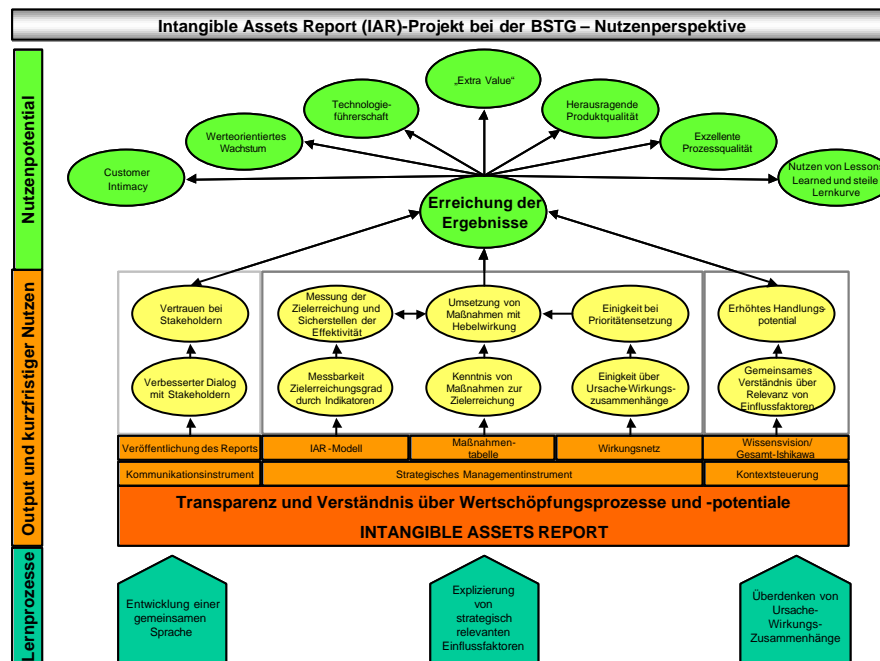 Intangible Assets Report (IAR)-Projekt bei der BSTG – Nutzenperspektive
Nutzenpotential
„Extra Value“
Technologie-
führerschaft
Herausragende
Produktqualität
Werteorientiertes
Wachstum
Exzellente
Prozessqualität
Customer
Intimacy
Nutzen von Lessons
Learned und steile
Lernkurve
Erreichung der
Ergebnisse
Output und kurzfristiger Nutzen
Vertrauen bei
Stakeholdern
Messung der
Zielerreichung und
Sicherstellen der
Effektivität
Umsetzung von
Maßnahmen mit
Hebelwirkung
Einigkeit bei
Prioritätensetzung
Erhöhtes Handlungs-
potential
Verbesserter Dialog
mit Stakeholdern
Messbarkeit
Zielerreichungsgrad
durch Indikatoren
Kenntnis von
Maßnahmen zur
Zielerreichung
Einigkeit über
Ursache-Wirkungs-
zusammenhänge
Gemeinsames
Verständnis über
Relevanz von
Einflussfaktoren
Veröffentlichung des Reports
IAR-Modell
Maßnahmen-
tabelle
Wirkungsnetz
Wissensvision/
Gesamt-Ishikawa
Kommunikationsinstrument
Strategisches Managementinstrument
Kontextsteuerung
Transparenz und Verständnis über Wertschöpfungsprozesse und -potentiale
INTANGIBLE ASSETS REPORT
Lernprozesse
Entwicklung einer
gemeinsamen
Sprache
Explizierung
von
strategisch
relevanten
Einflussfaktoren
Überdenken von
Ursache-
Wirkungs-
Zusammenhänge